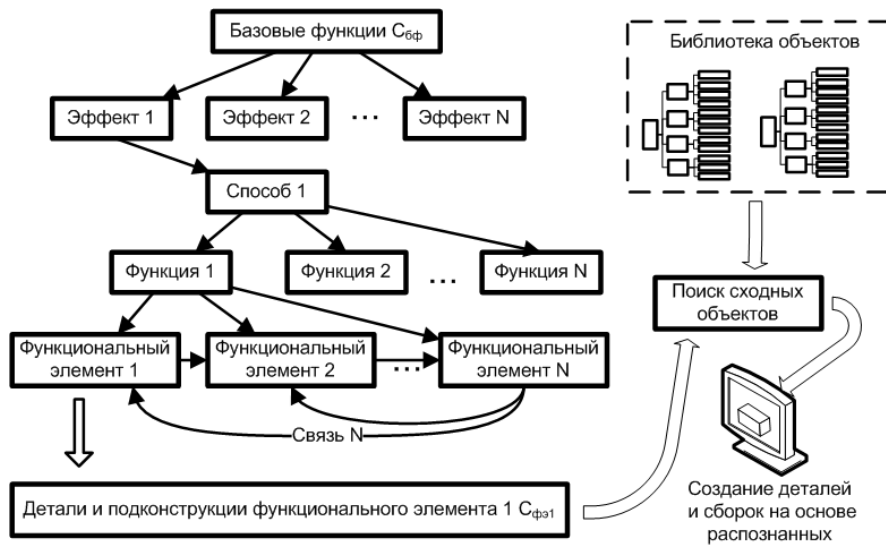 Базовые функции Cбф
Библиотека объектов
Эффект 1
Эффект 2
...
Эффект N
Способ 1
Функция 1
Функция 2
...
Функция N
Поиск сходных
объектов
Функциональный
элемент 1
Функциональный
элемент 2
...
Функциональный
элемент N
Связь N
Детали и подконструкции функционального элемента 1 Cфэ1
Создание деталей
и сборок на основе
распознанных